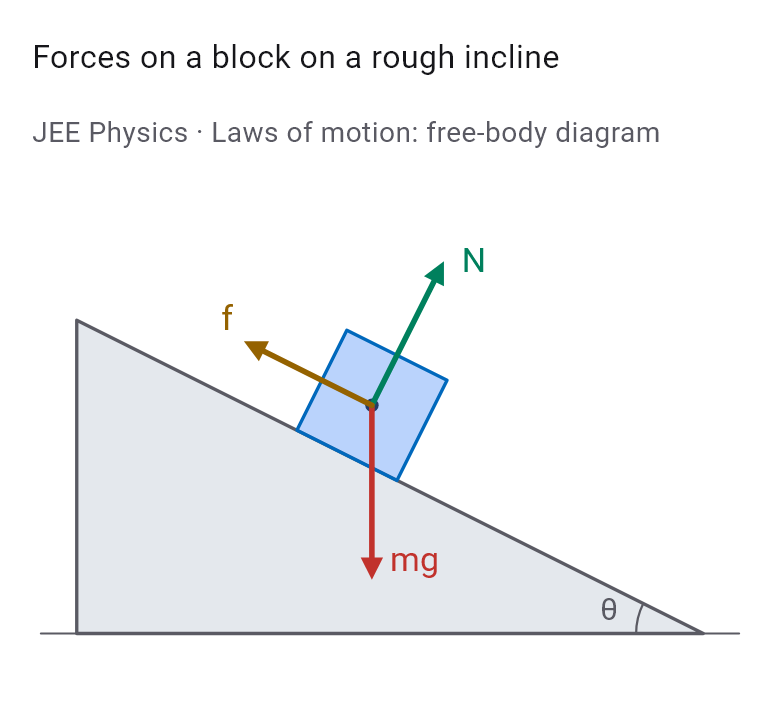 Forces on a block on a rough incline
JEE Physics · Laws of motion: free-body diagram
N
f
mg
θ